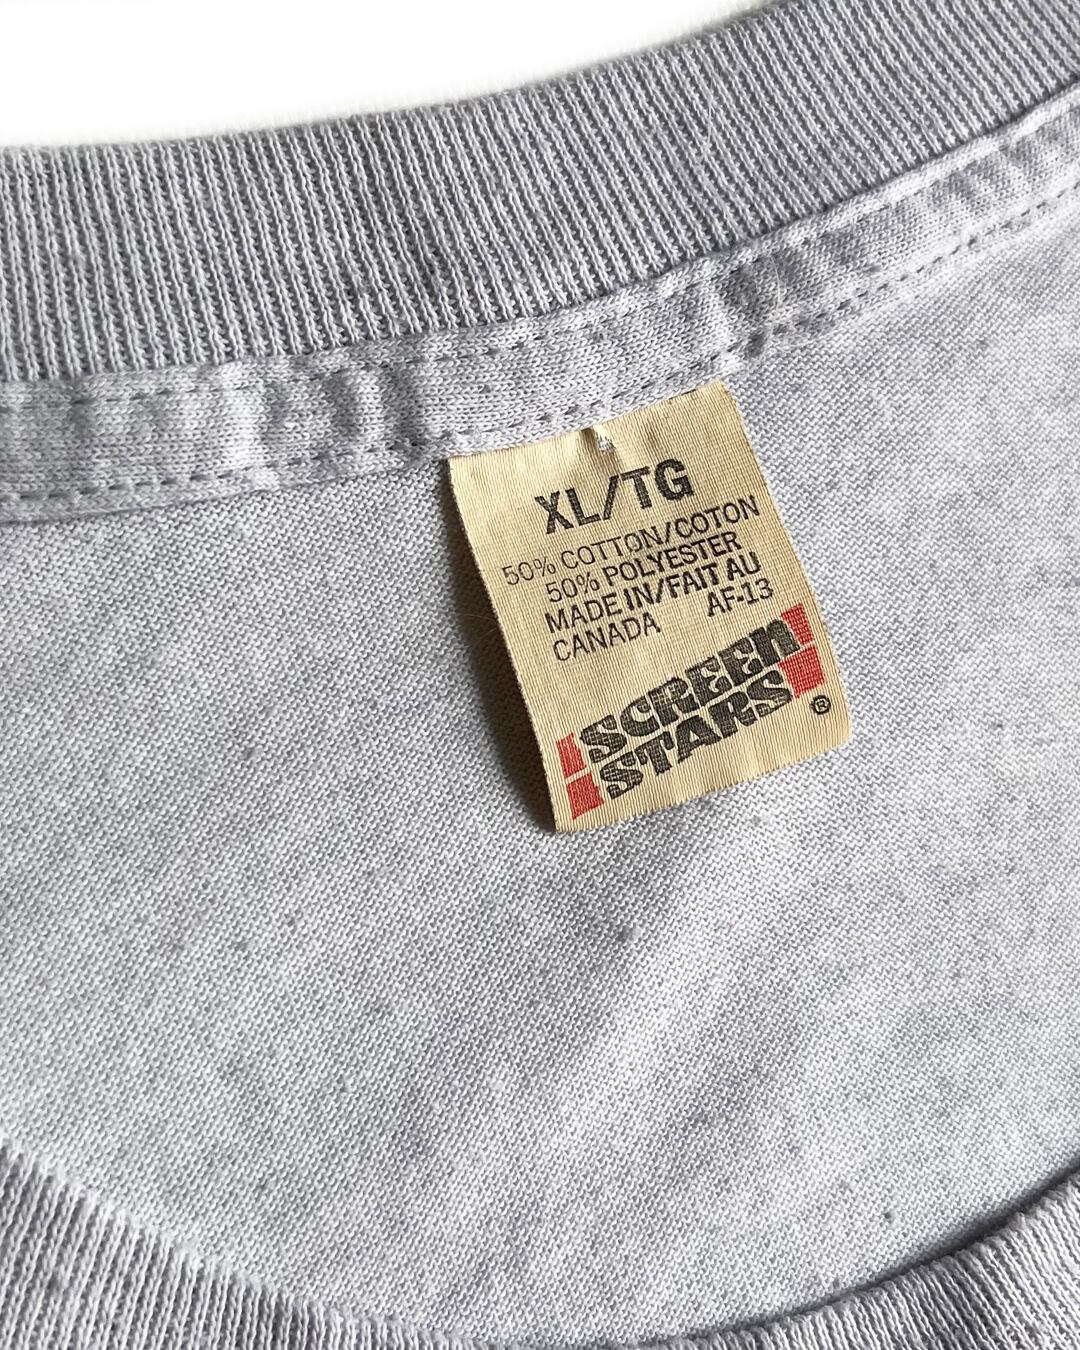 XL/TG
50% COTTON/COTON
50% POLYESTER
MADE IN/FAIT AU
CANADA AF-13
SCREEN
STARS ®